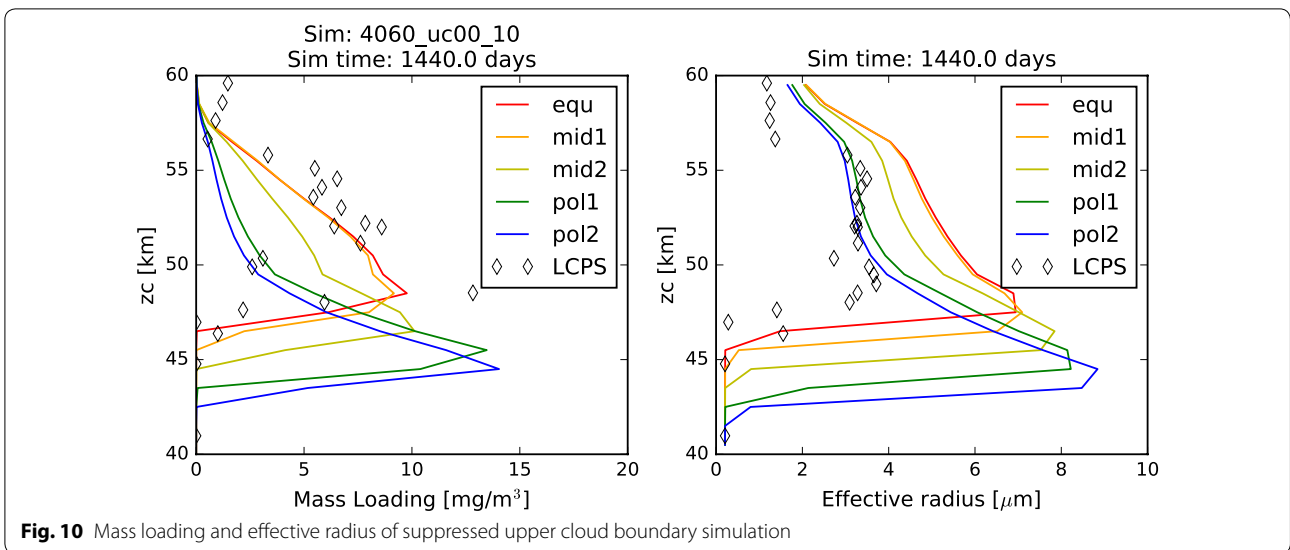 Sim: 4060_uc00_10
Sim time: 1440.0 days
60
55
50
45
40
zc [km]
0
5
10
15
20
Mass Loading [mg/m³]
equ
mid1
mid2
pol1
pol2
LCPS
Sim time: 1440.0 days
60
55
50
45
40
zc [km]
0
2
4
6
8
10
Effective radius [μm]
equ
mid1
mid2
pol1
pol2
LCPS
Fig. 10 Mass loading and effective radius of suppressed upper cloud boundary simulation